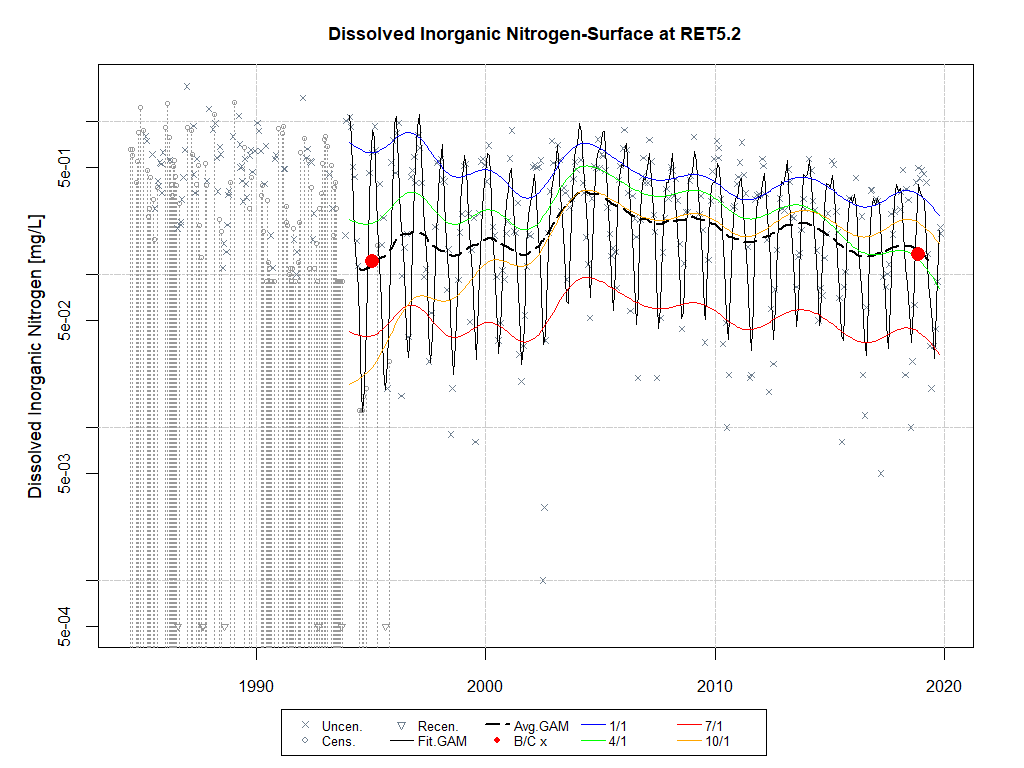 Dissolved Inorganic Nitrogen-Surface at RET5.2
Dissolved Inorganic Nitrogen [mg/L]
5e-01
5e-02
5e-03
5e-04
1990 2000 2010 2020
Uncen. Recen. Avg.GAM 1/1 7/1
Cens. Fit.GAM B/C x 4/1 10/1